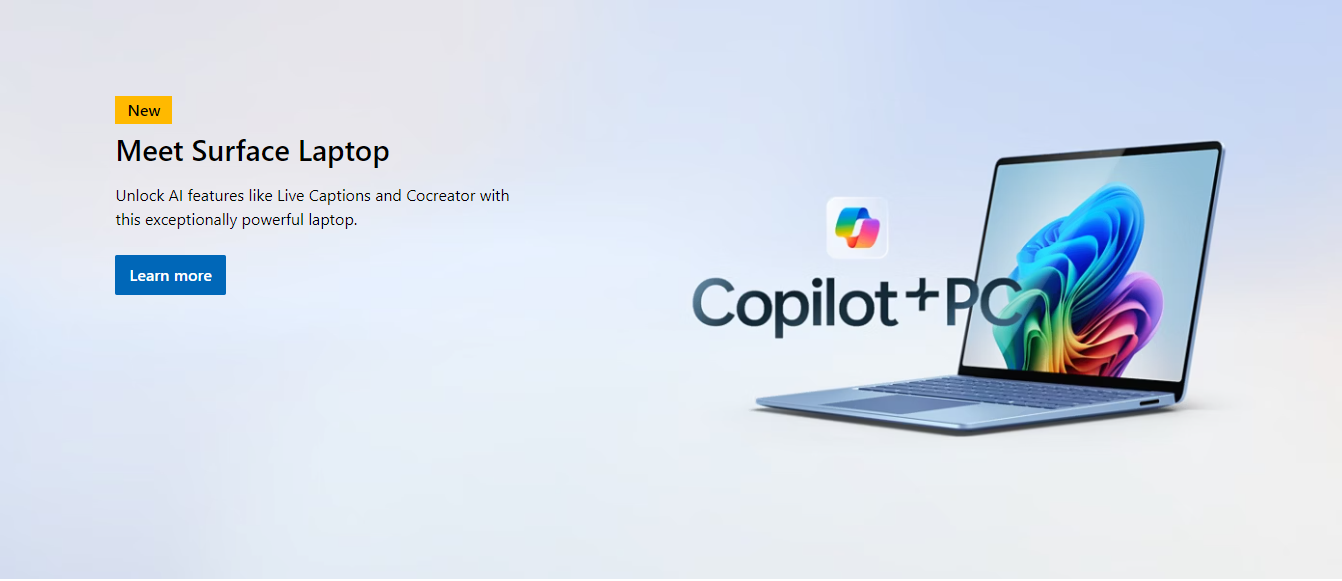 New
Meet Surface Laptop
Unlock AI features like Live Captions and Cocreator with
this exceptionally powerful laptop.
Learn more
Copilot+PC